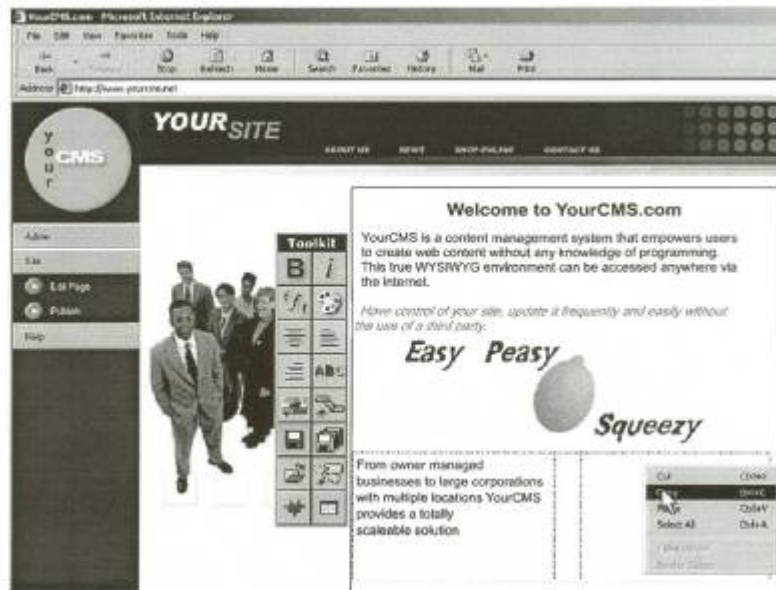 YourCMS.com - Microsoft Internet Explorer
File Edit View Favorites Tools Help
Back Stop Refresh Home Search Favorites History Mail Print
Address http://www.yourcms.net
your
CMS
YOUR SITE
ABOUT US NEWS SHOP ONLINE CONTACT US
Admin
Site
Edit Page
Publish
Help
Toolkit
B i
ABC
Welcome to YourCMS.com
YourCMS is a content management system that empowers users
to create web content without any knowledge of programming.
This true WYSIWYG environment can be accessed anywhere via
the internet.
Have control of your site, update it frequently and easily without
the use of a third party.
Easy Peasy
Squeezy
From owner managed
businesses to large corporations
with multiple locations YourCMS
provides a totally
scaleable solution
Cut Ctrl+X
Copy Ctrl+C
Paste Ctrl+V
Select All Ctrl+A